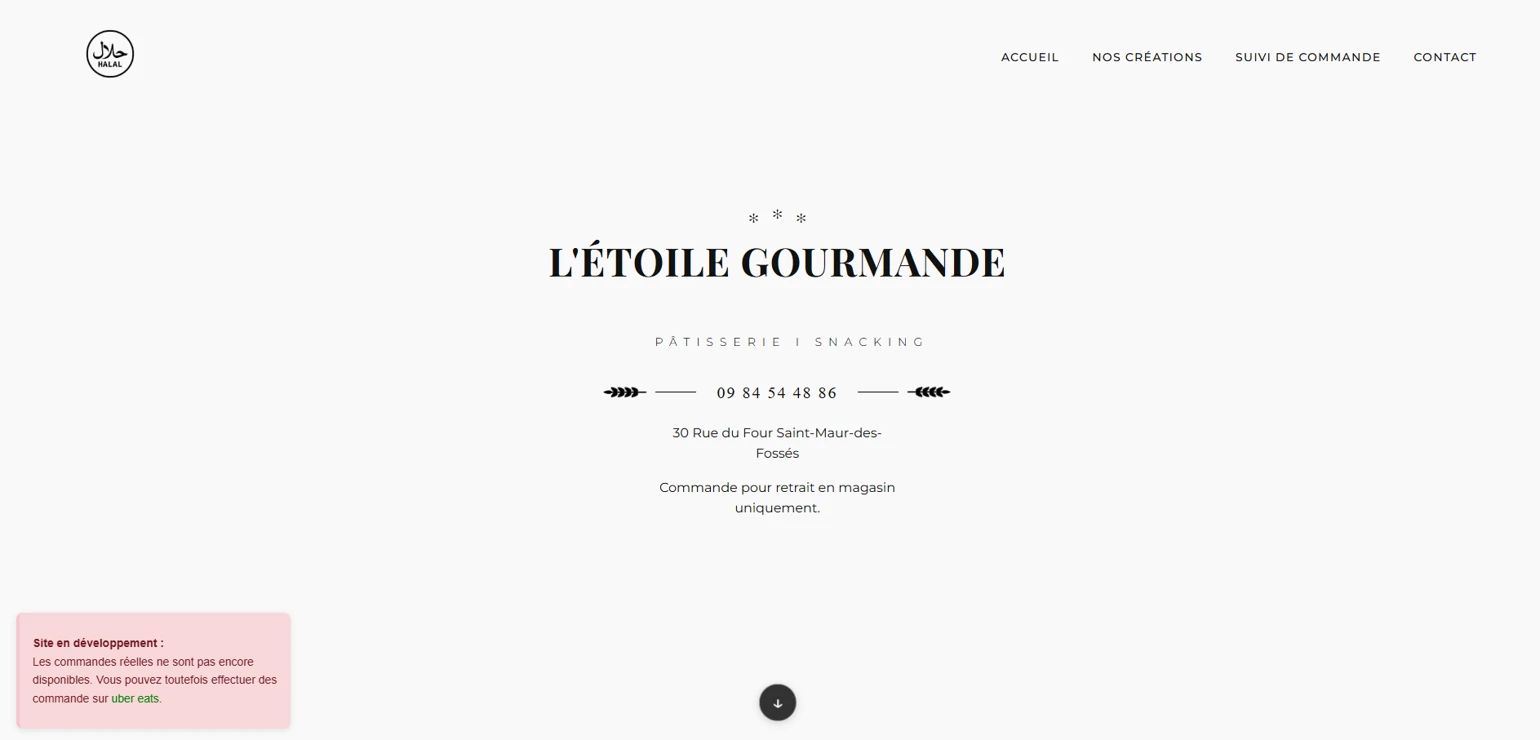 حلال
HALAL
ACCUEIL NOS CRÉATIONS SUIVI DE COMMANDE CONTACT
L'ÉTOILE GOURMANDE
PÂTISSERIE I SNACKING
09 84 54 48 86
30 Rue du Four Saint-Maur-des-
Fossés
Commande pour retrait en magasin
uniquement.
Site en développement :
Les commandes réelles ne sont pas encore
disponibles. Vous pouvez toutefois effectuer des
commande sur uber eats.